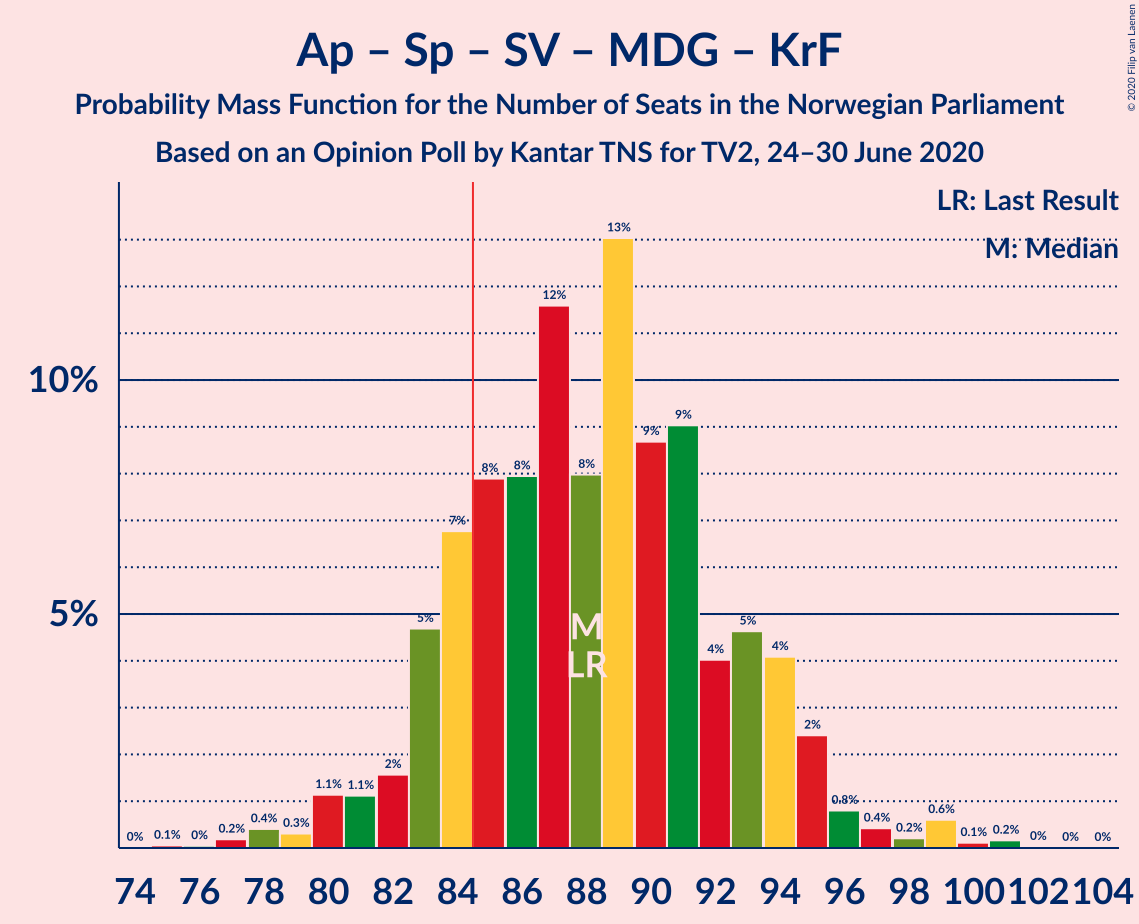 Ap – Sp – SV – MDG – KrF
Probability Mass Function for the Number of Seats in the Norwegian Parliament
Based on an Opinion Poll by Kantar TNS for TV2, 24–30 June 2020
© 2020 Filip van Laenen
LR: Last Result
M: Median
10%
5%
0% 0.1% 0% 0.2% 0.4% 0.3% 1.1% 1.1% 2% 5% 7% 8% 8% 12% 8% 13% 9% 9% 4% 5% 4% 2% 0.8% 0.4% 0.2% 0.6% 0.1% 0.2% 0% 0% 0%
M
LR
74 76 78 80 82 84 86 88 90 92 94 96 98 100 102 104